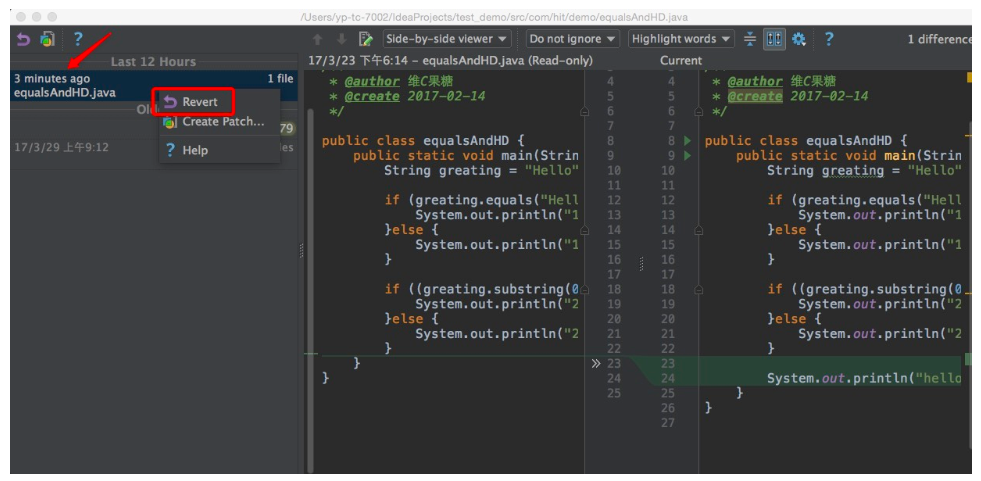 /Users/yp-tc-7002/IdeaProjects/test_demo/src/com/hit/demo/equalsAndHD.java
? Side-by-side viewer Do not ignore Highlight words ? 1 difference
Last 12 Hours
3 minutes ago 1 file
equalsAndHD.java
Revert
Create Patch...
? Help
79
17/3/29 上午9:12
17/3/23 下午6:14 - equalsAndHD.java (Read-only) Current
* @author 维C果糖 4 4 * @author 维C果糖
* @create 2017-02-14 5 5 * @create 2017-02-14
*/ 6 6 */
7 7
public class equalsAndHD { 8 8 public class equalsAndHD {
public static void main(Strin 9 9 public static void main(Strin
String greating = "Hello" 10 10 String greating = "Hello"
11 11
if (greating.equals("Hell 12 12 if (greating.equals("Hell
System.out.println("1 13 13 System.out.println("1
}else { 14 14 }else {
System.out.println("1 15 15 System.out.println("1
} 16 16 }
17 17
if ((greating.substring(0 18 18 if ((greating.substring(0
System.out.println("2 19 19 System.out.println("2
}else { 20 20 }else {
System.out.println("2 21 21 System.out.println("2
} 22 22 }
} 23 23
} 24 24 System.out.println("hello
25 25 }
26 }
27